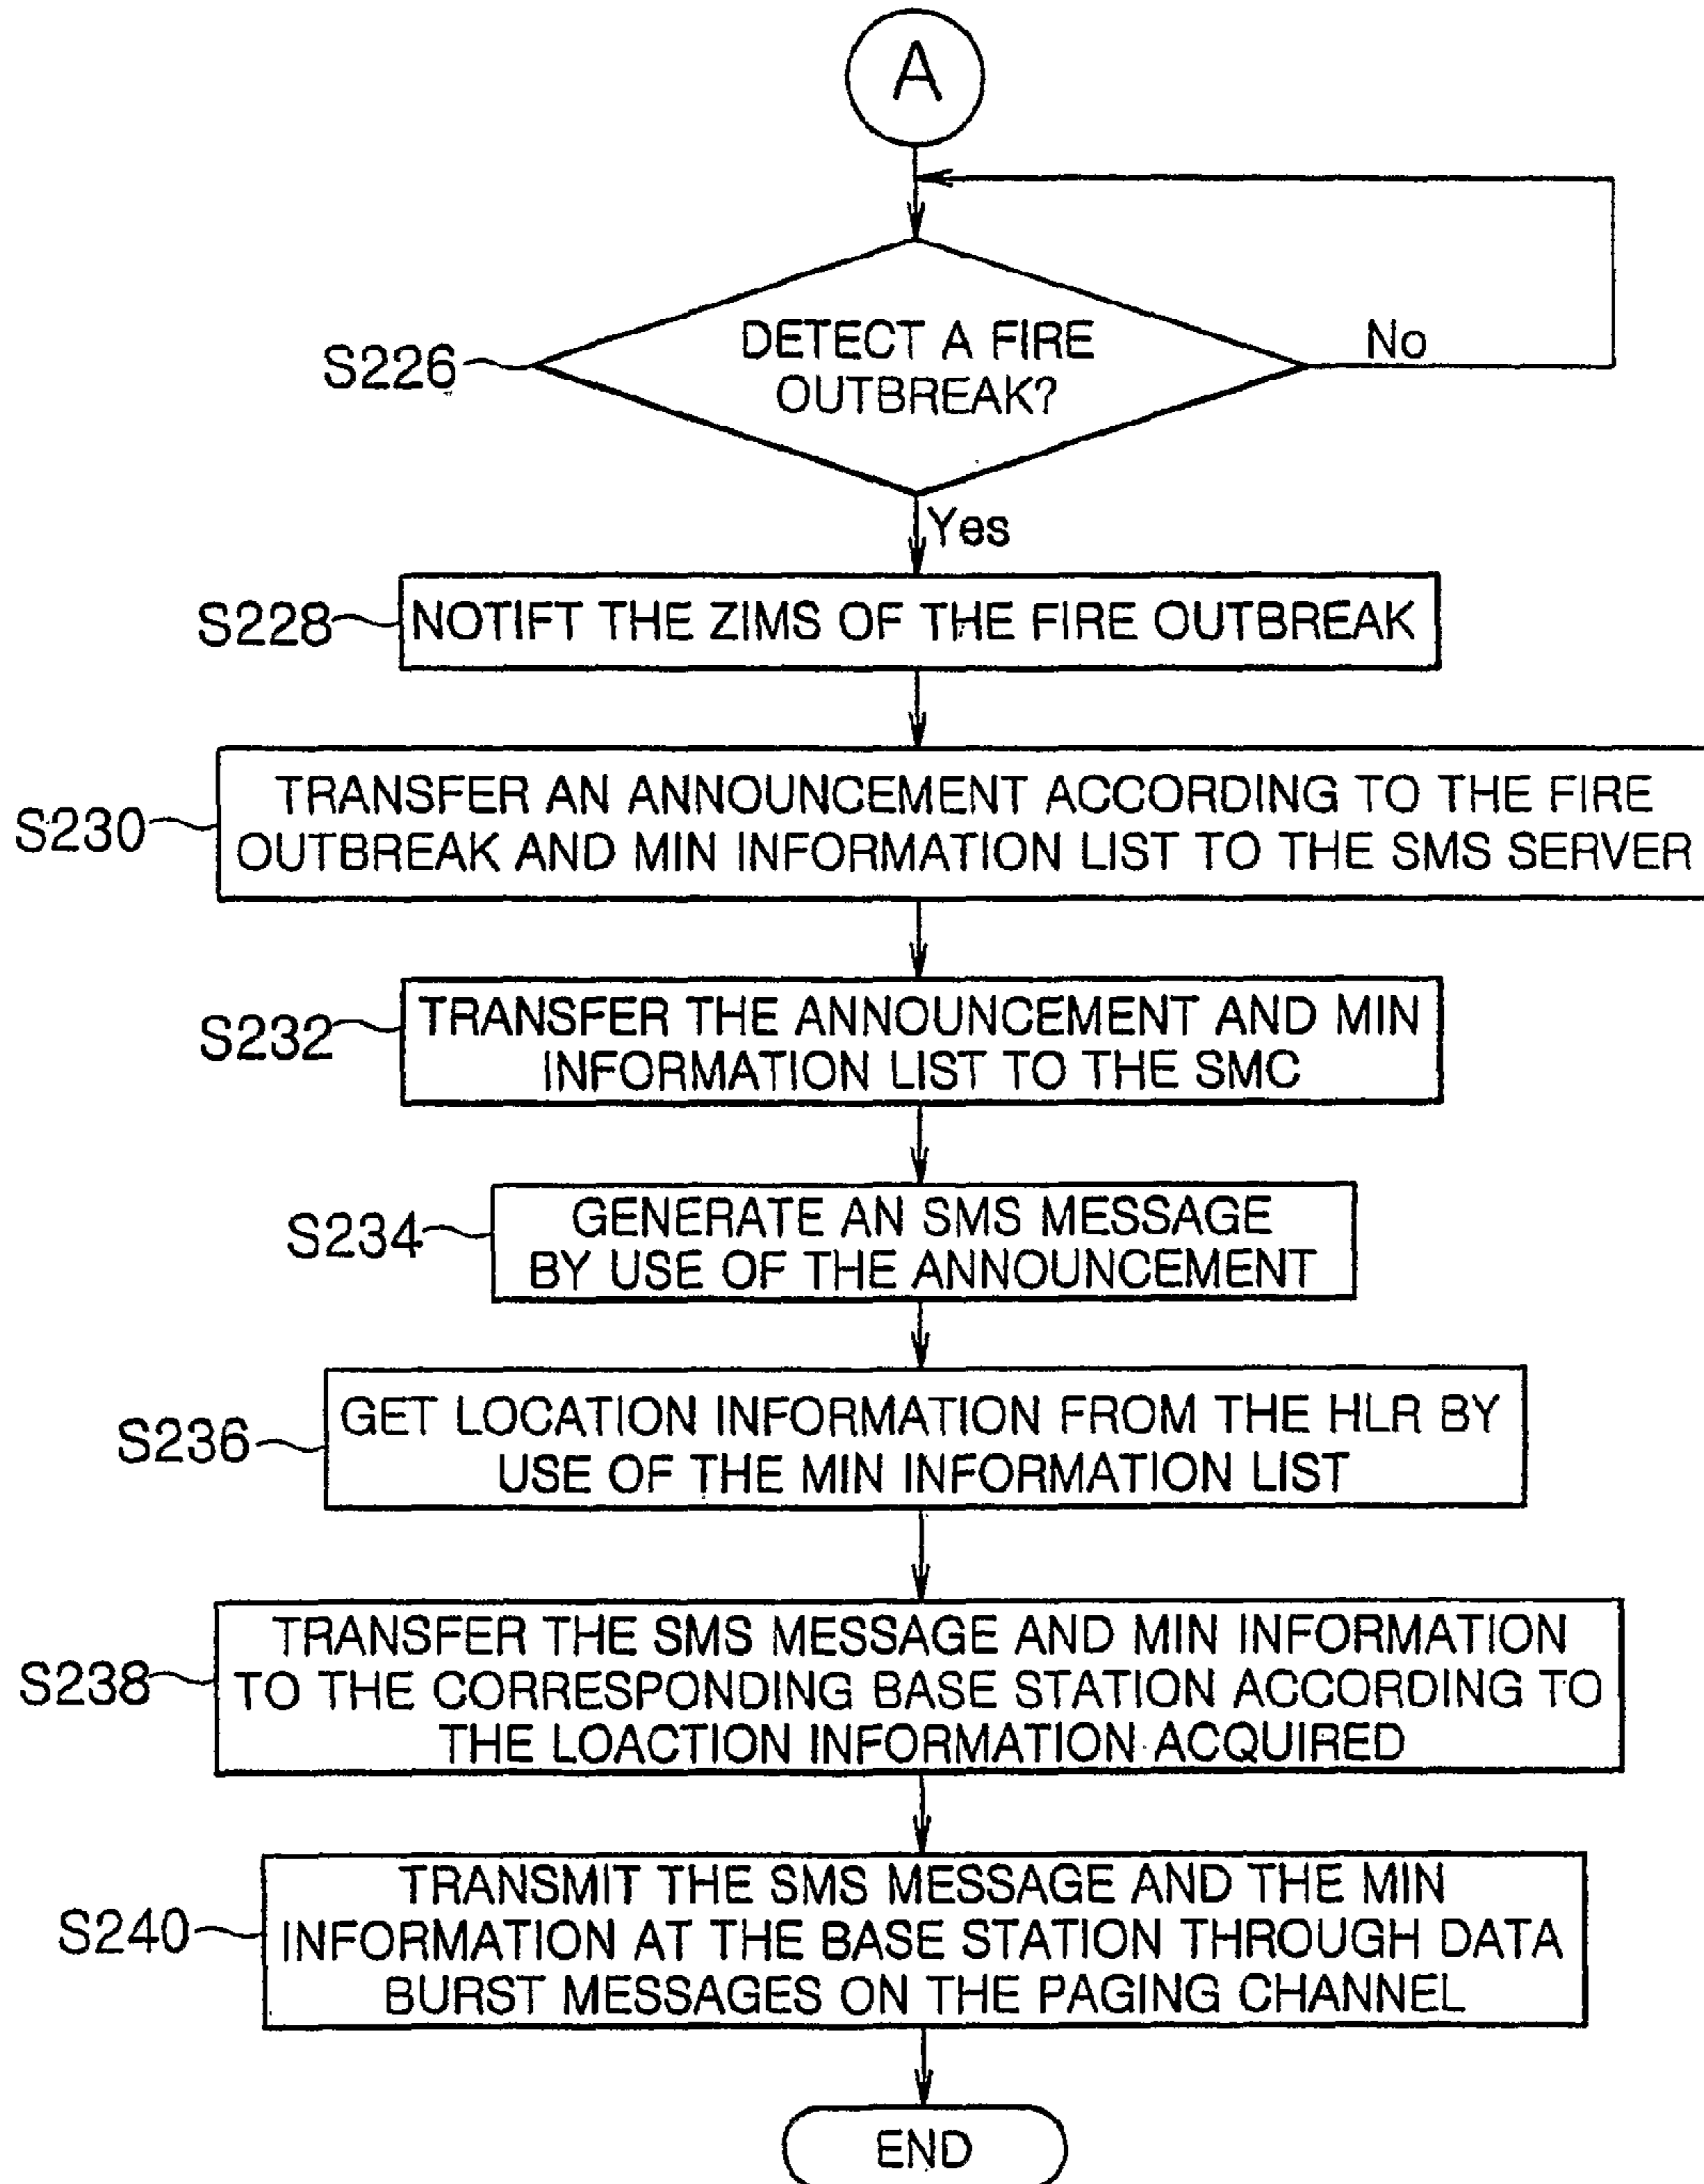 A
S226
DETECT A FIRE
OUTBREAK?
No
Yes
S228
NOTIFT THE ZIMS OF THE FIRE OUTBREAK
S230
TRANSFER AN ANNOUNCEMENT ACCORDING TO THE FIRE
OUTBREAK AND MIN INFORMATION LIST TO THE SMS SERVER
S232
TRANSFER THE ANNOUNCEMENT AND MIN
INFORMATION LIST TO THE SMC
S234
GENERATE AN SMS MESSAGE
BY USE OF THE ANNOUNCEMENT
S236
GET LOCATION INFORMATION FROM THE HLR BY
USE OF THE MIN INFORMATION LIST
S238
TRANSFER THE SMS MESSAGE AND MIN INFORMATION
TO THE CORRESPONDING BASE STATION ACCORDING TO
THE LOACTION INFORMATION ACQUIRED
S240
TRANSMIT THE SMS MESSAGE AND THE MIN
INFORMATION AT THE BASE STATION THROUGH DATA
BURST MESSAGES ON THE PAGING CHANNEL
END